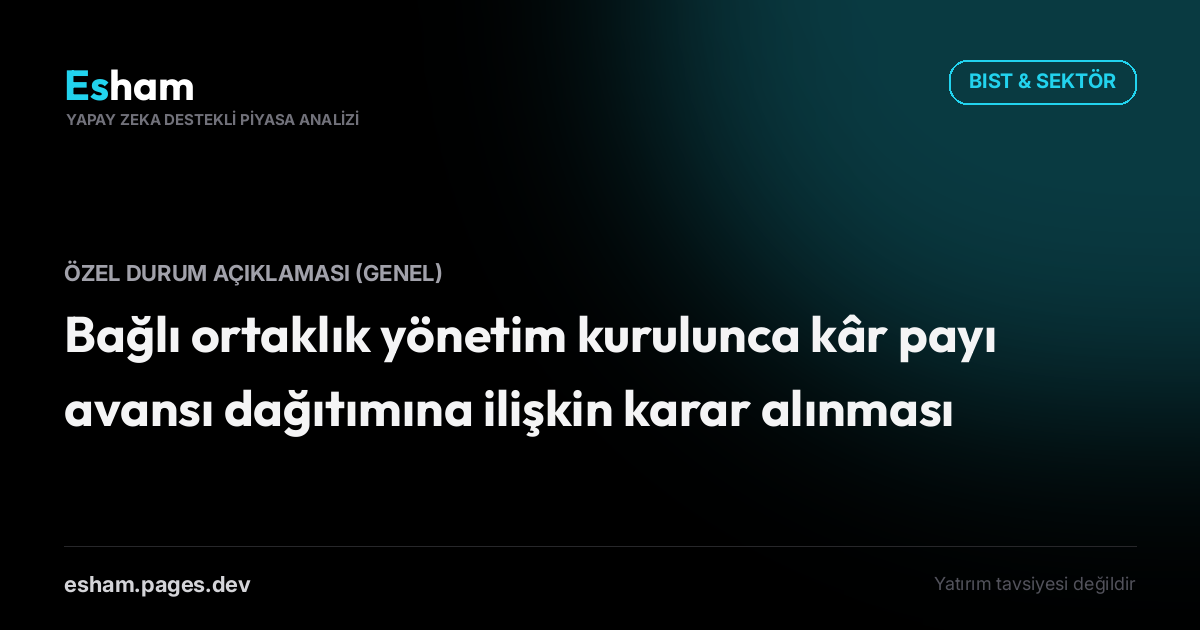 Esham
BIST & SEKTÖR
YAPAY ZEKA DESTEKLİ PİYASA ANALİZİ
ÖZEL DURUM AÇIKLAMASI (GENEL)
Bağlı ortaklık yönetim kurulunca kâr payı
avansı dağıtımına ilişkin karar alınması
esham.pages.dev
Yatırım tavsiyesi değildir